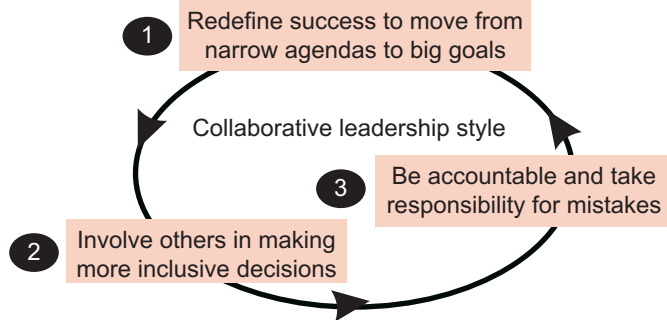 1
Redefine success to move from
narrow agendas to big goals
Collaborative leadership style
3
Be accountable and take
responsibility for mistakes
2
Involve others in making
more inclusive decisions